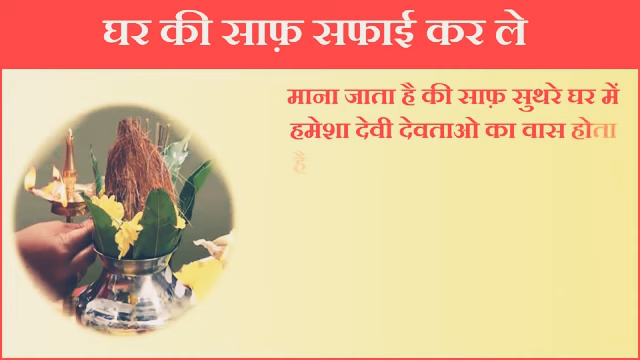 घर की साफ़ सफाई कर ले
माना जाता है की साफ़ सुथरे घर में
हमेशा देवी देवताओ का वास होता
है